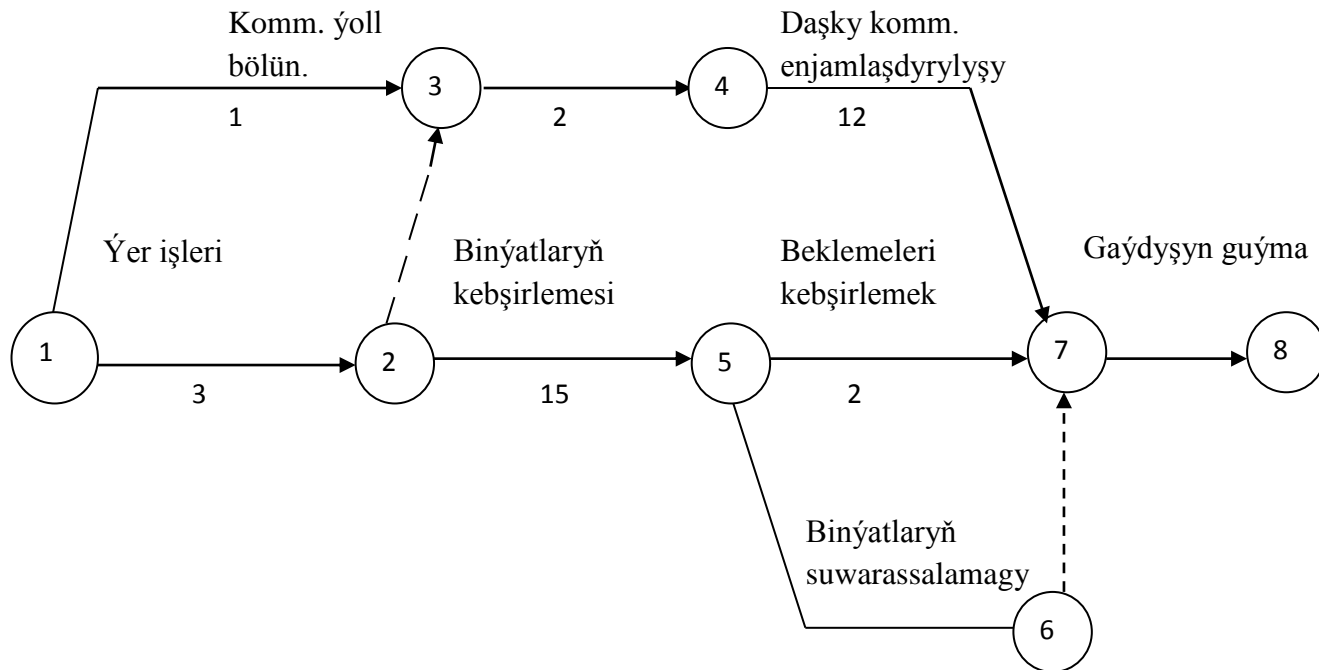 Komm. ýoll
bölün.
Daşky komm.
enjamlaşdyrylyşy
3
4
1
2
12
Ýer işleri
Binýatlaryň
kebşirlemesi
Beklemeleri
kebşirlemek
Gaýdyşyn guýma
1
2
5
7
8
3
15
2
Binýatlaryň
suwarassalamagy
6